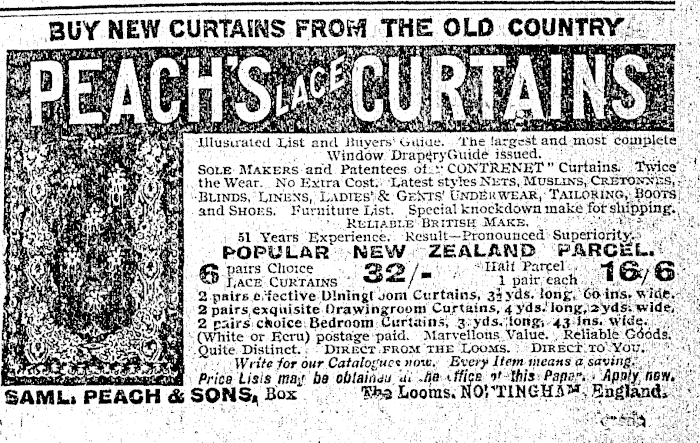 BUY NEW CURTAINS FROM THE OLD COUNTRY
PEACH'S LACE CURTAINS
Illustrated List and Buyers' Guide. The largest and most complete
Window Drapery Guide issued.
SOLE MAKERS and Patentees of "CONTRENET" Curtains. Twice
the Wear. No Extra Cost. Latest styles NETS, MUSLINS, CRETONNES,
BLINDS, LINENS, LADIES' & GENTS' UNDERWEAR, TAILORING, BOOTS
and SHOES. Furniture List. Special knockdown make for shipping.
RELIABLE BRITISH MAKE.
51 Years Experience. Result—Pronounced Superiority.
POPULAR NEW ZEALAND PARCEL.
6 pairs Choice LACE CURTAINS 32/- Half Parcel 1 pair each 16/6
2 pairs effective Diningroom Curtains, 3½ yds. long, 60 ins. wide.
2 pairs exquisite Drawingroom Curtains, 4 yds. long, 2 yds. wide.
2 pairs choice Bedroom Curtains, 3 yds. long, 43 ins. wide.
(White or Ecru) postage paid. Marvellous Value. Reliable Goods.
Quite Distinct. DIRECT FROM THE LOOMS. DIRECT TO YOU.
Write for our Catalogues now. Every Item means a saving.
Price Lists may be obtained at the Office of this Paper. Apply now.
SAML. PEACH & SONS, Box The Looms, NOTTINGHAM, England.